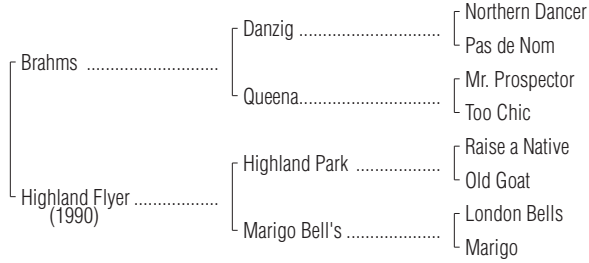 Northern Dancer
Danzig ..............................
Pas de Nom
Brahms ............................
Mr. Prospector
Queena..............................
Too Chic
Raise a Native
Highland Park ..................
Old Goat
Highland Flyer ..................
(1990)
London Bells
Marigo Bell's ....................
Marigo